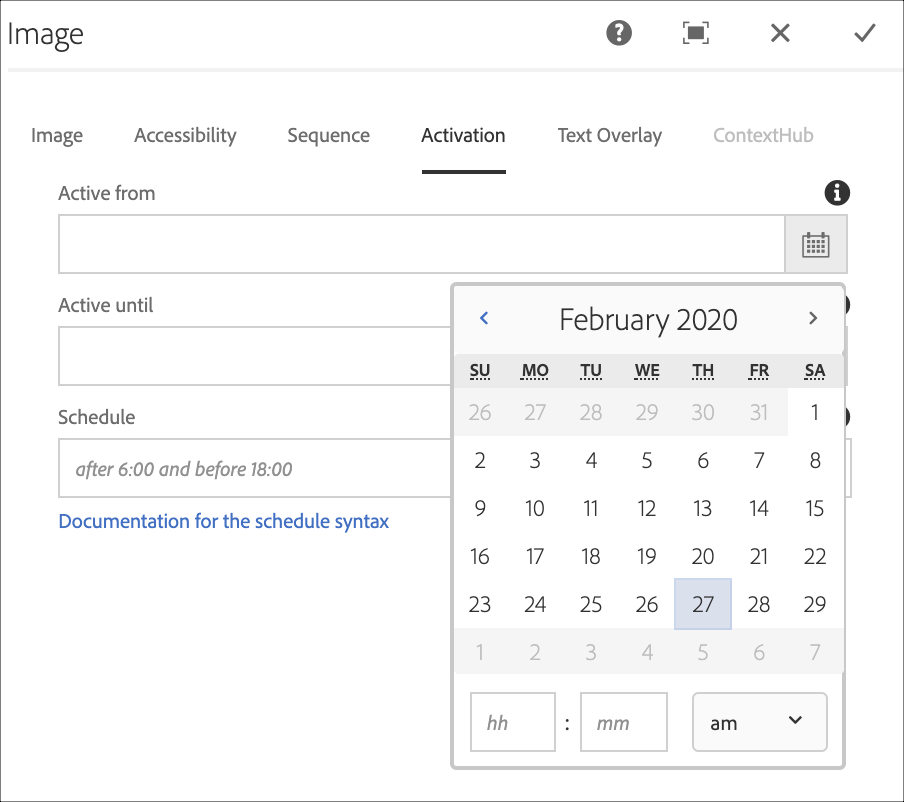 Image
Image Accessibility Sequence Activation Text Overlay ContextHub
Active from
Active until
February 2020
SU MO TU WE TH FR SA
26 27 28 29 30 31 1
2 3 4 5 6 7 8
9 10 11 12 13 14 15
16 17 18 19 20 21 22
23 24 25 26 27 28 29
1 2 3 4 5 6 7
hh : mm am
Schedule
after 6:00 and before 18:00
Documentation for the schedule syntax